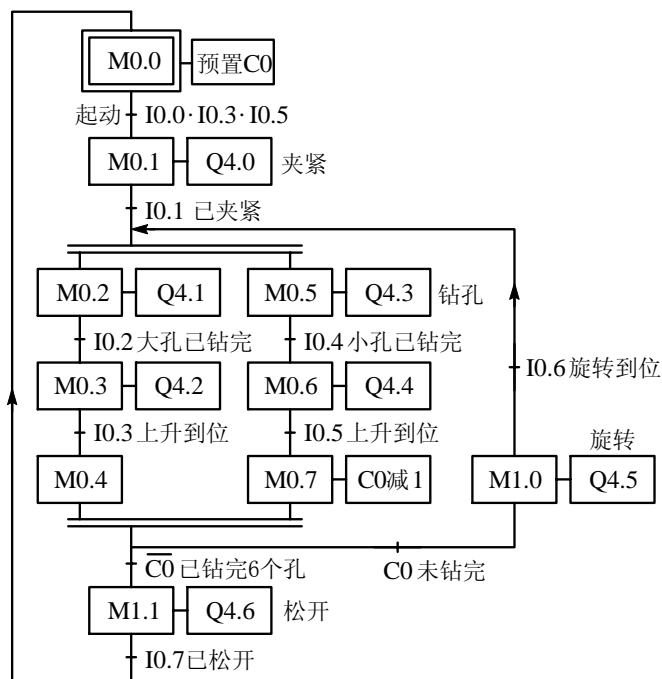 M0.0 预置C0
起动 I0.0·I0.3·I0.5
M0.1 Q4.0 夹紧
I0.1 已夹紧
M0.2 Q4.1 M0.5 Q4.3 钻孔
I0.2 大孔已钻完 I0.4 小孔已钻完
I0.6 旋转到位
M0.3 Q4.2 M0.6 Q4.4
I0.3 上升到位 I0.5 上升到位
旋转
M0.4 M0.7 C0减1 M1.0 Q4.5
C0 已钻完6个孔 C0 未钻完
M1.1 Q4.6 松开
I0.7已松开